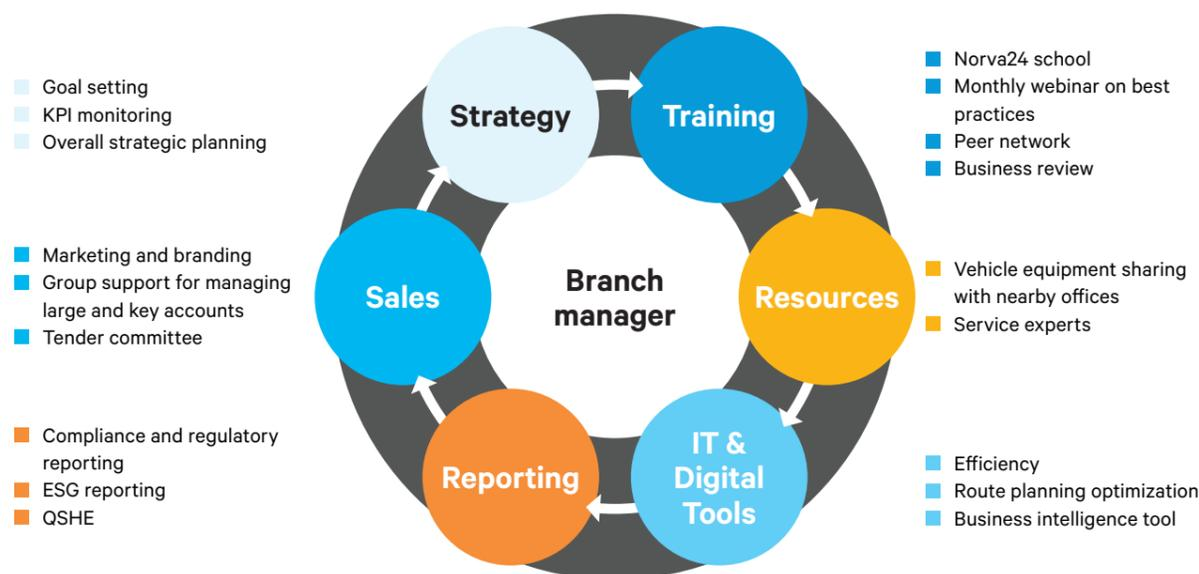 Goal setting
KPI monitoring
Overall strategic planning
Strategy
Training
Norva24 school
Monthly webinar on best
practices
Peer network
Business review
Marketing and branding
Group support for managing
large and key accounts
Tender committee
Sales
Branch
manager
Resources
Vehicle equipment sharing
with nearby offices
Service experts
Compliance and regulatory
reporting
ESG reporting
QSHE
Reporting
IT &
Digital
Tools
Efficiency
Route planning optimization
Business intelligence tool